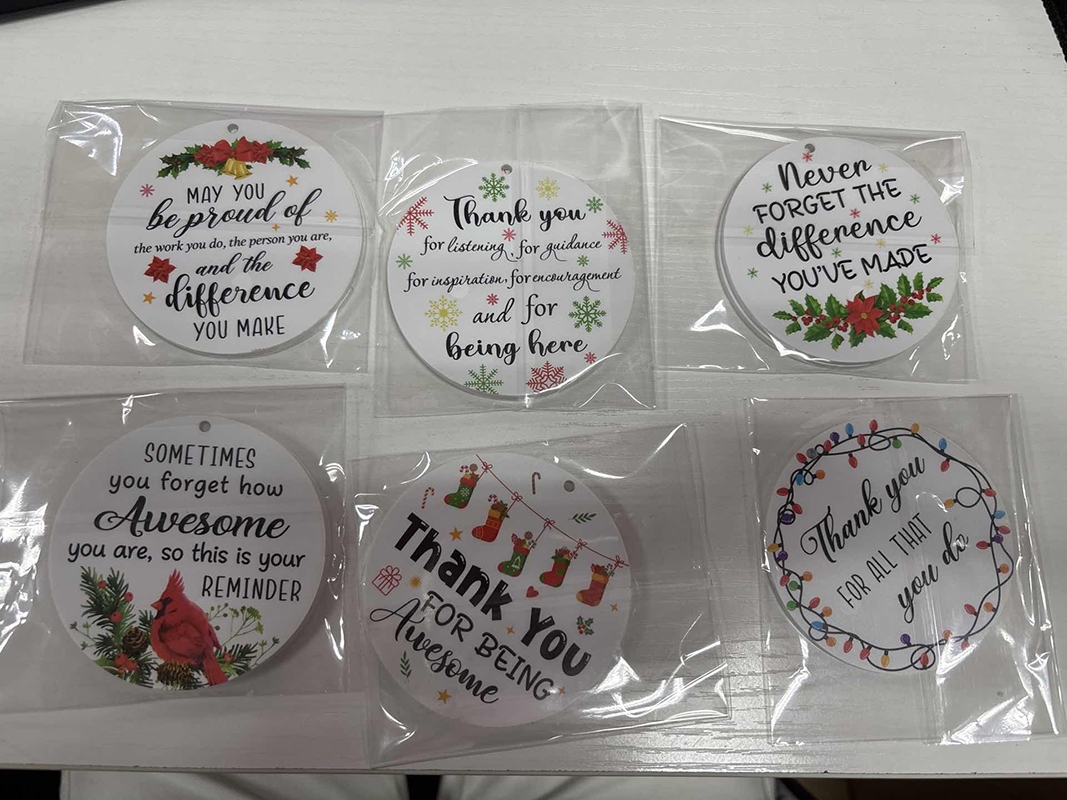 MAY YOU
be proud of
the work you do, the person you are,
and the
difference
YOU MAKE
Thank you
for listening, for guidance
for inspiration, for encouragement
and for
being here
Never
FORGET THE
difference
YOU'VE MADE
SOMETIMES
you forget how
Awesome
you are, so this is your
REMINDER
Thank You
FOR BEING
Awesome
Thank you
FOR ALL THAT
you do